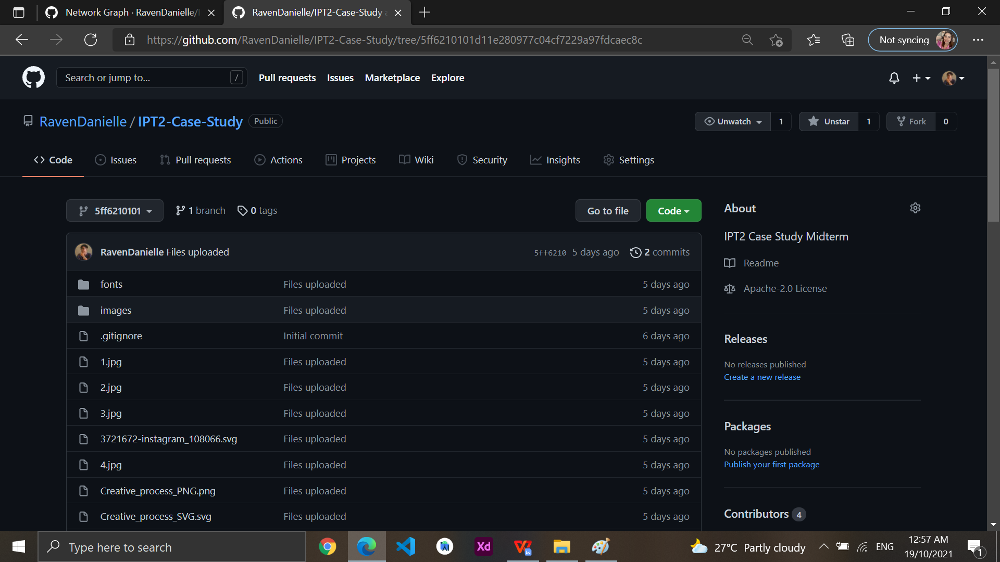 Network Graph · RavenDanielle/
RavenDanielle/IPT2-Case-Study
https://github.com/RavenDanielle/IPT2-Case-Study/tree/5ff6210101d11e280977c04cf7229a97fdcaec8c
Not syncing
Search or jump to... /
Pull requests Issues Marketplace Explore
RavenDanielle / IPT2-Case-Study Public
Unwatch 1 Unstar 1 Fork 0
Code Issues Pull requests Actions Projects Wiki Security Insights Settings
5ff6210101 1 branch 0 tags Go to file Code
RavenDanielle Files uploaded 5ff6210 5 days ago 2 commits
fonts Files uploaded 5 days ago
images Files uploaded 5 days ago
.gitignore Initial commit 6 days ago
1.jpg Files uploaded 5 days ago
2.jpg Files uploaded 5 days ago
3.jpg Files uploaded 5 days ago
3721672-instagram_108066.svg Files uploaded 5 days ago
4.jpg Files uploaded 5 days ago
Creative_process_PNG.png Files uploaded 5 days ago
Creative_process_SVG.svg Files uploaded 5 days ago
About
IPT2 Case Study Midterm
Readme
Apache-2.0 License
Releases
No releases published
Create a new release
Packages
No packages published
Publish your first package
Contributors 4
Type here to search
Xd
27°C Partly cloudy
ENG
12:57 AM
19/10/2021
1